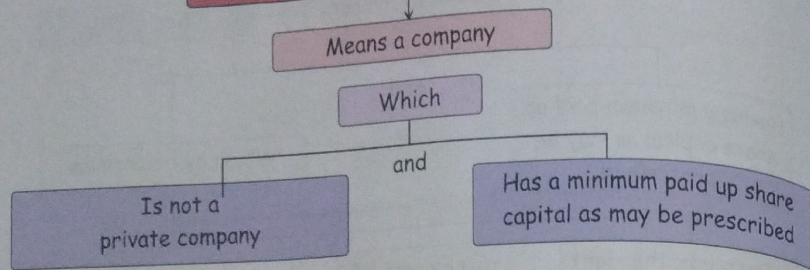 Means a company
Which
and
Is not a
private company
Has a minimum paid up share
capital as may be prescribed